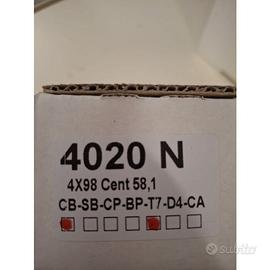 4020 N
4X98 Cent 58,1
CB-SB-CP-BP-T7-D4-CA
subito